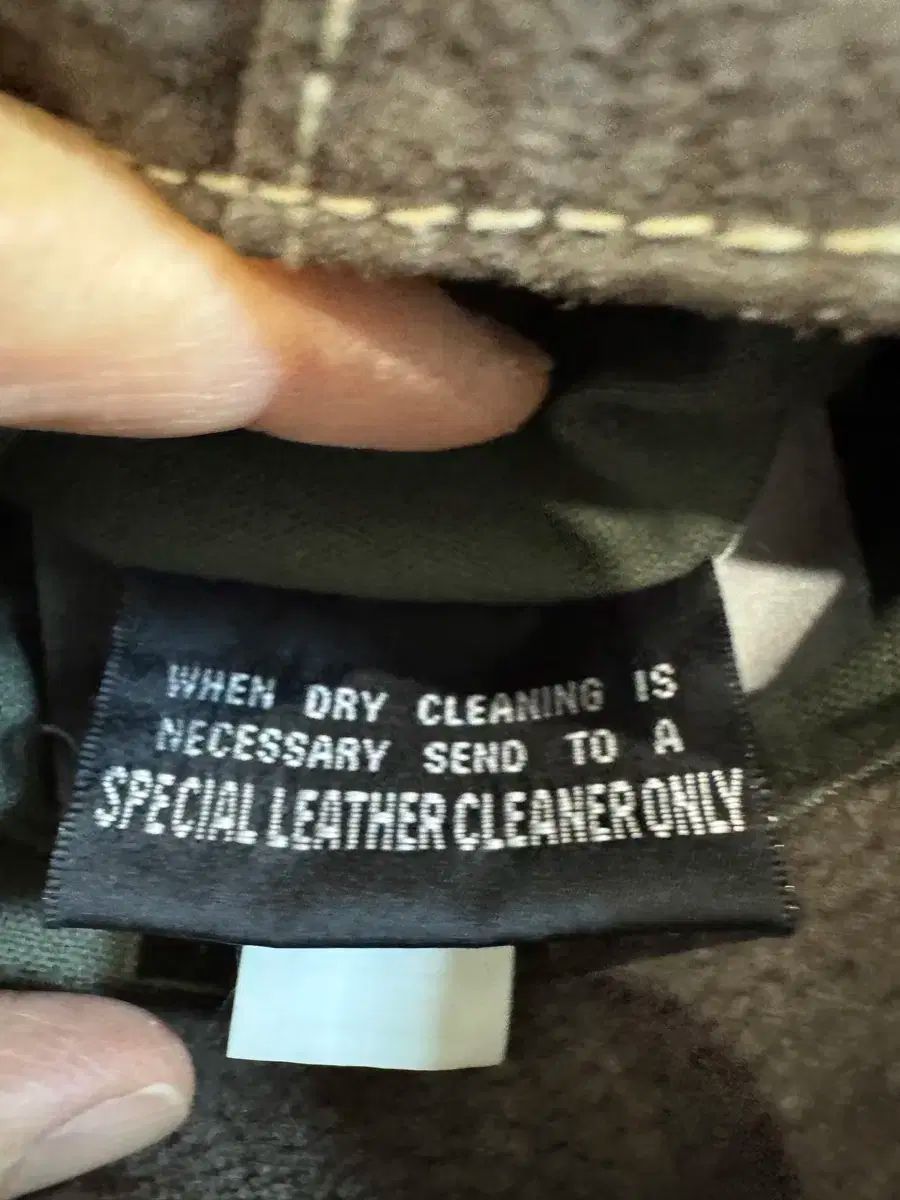 WHEN DRY CLEANING IS
NECESSARY SEND TO A
SPECIAL LEATHER CLEANER ONLY